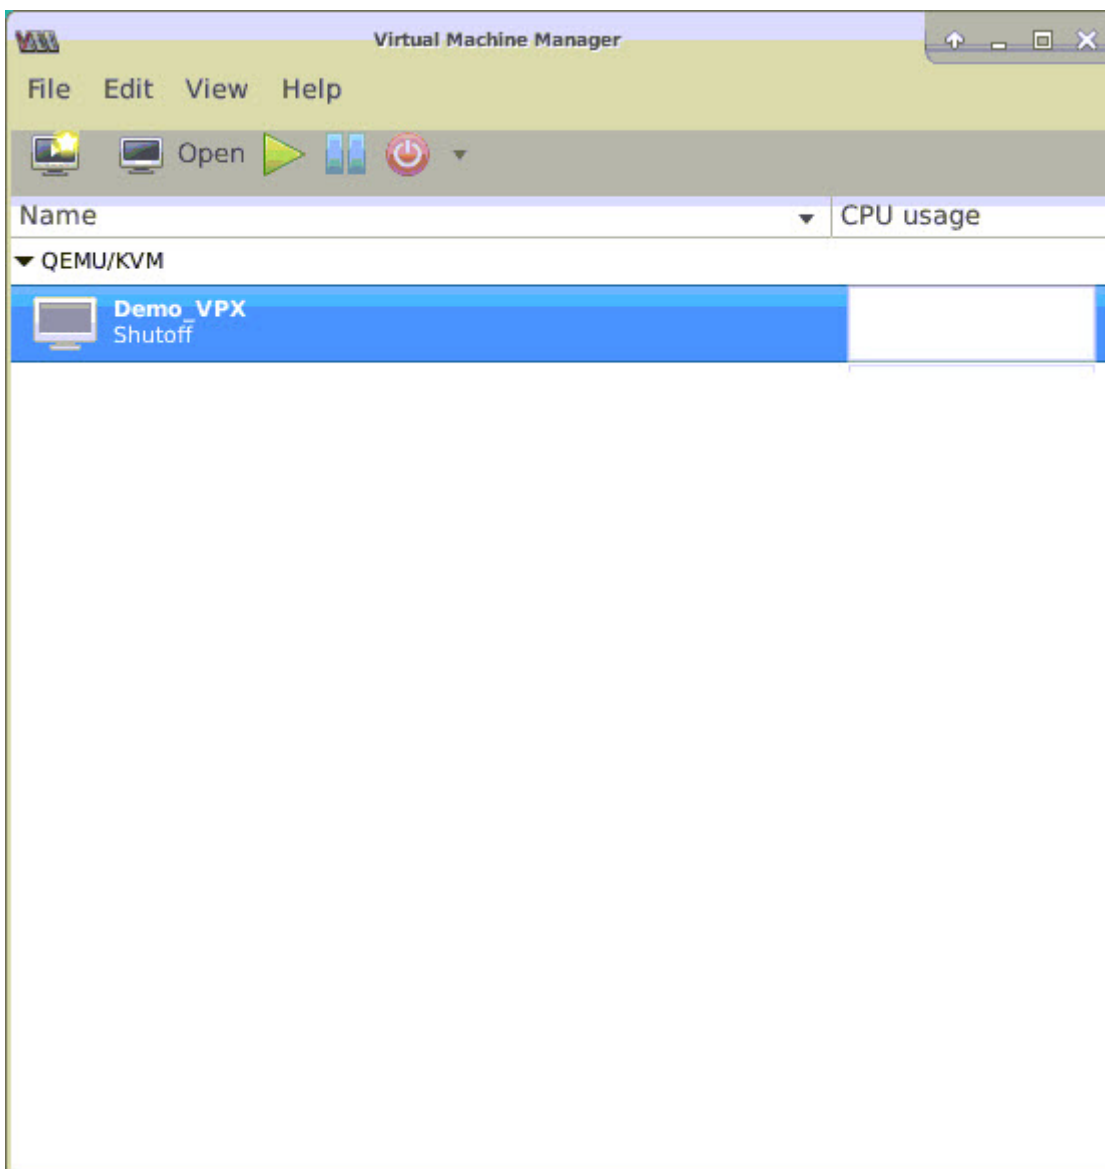 Virtual Machine Manager
File Edit View Help
Open
Name CPU usage
QEMU/KVM
Demo_VPX
Shutoff